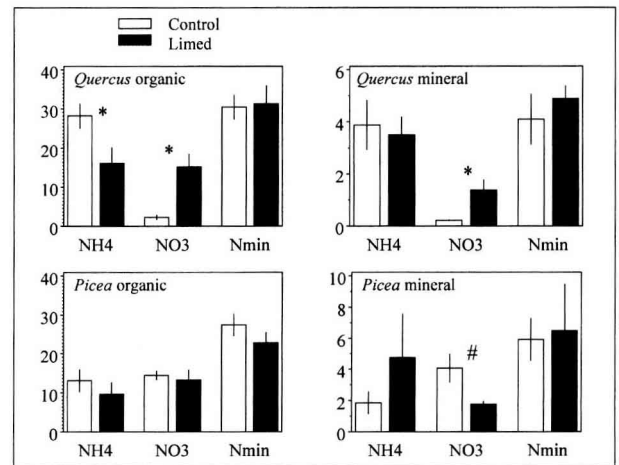 Control
Limed
Quercus organic
40
30
20
10
0
*
*
NH4 NO3 Nmin
Quercus mineral
6
4
2
0
*
NH4 NO3 Nmin
Picea organic
40
30
20
10
0
NH4 NO3 Nmin
Picea mineral
10
8
6
4
2
0
#
NH4 NO3 Nmin